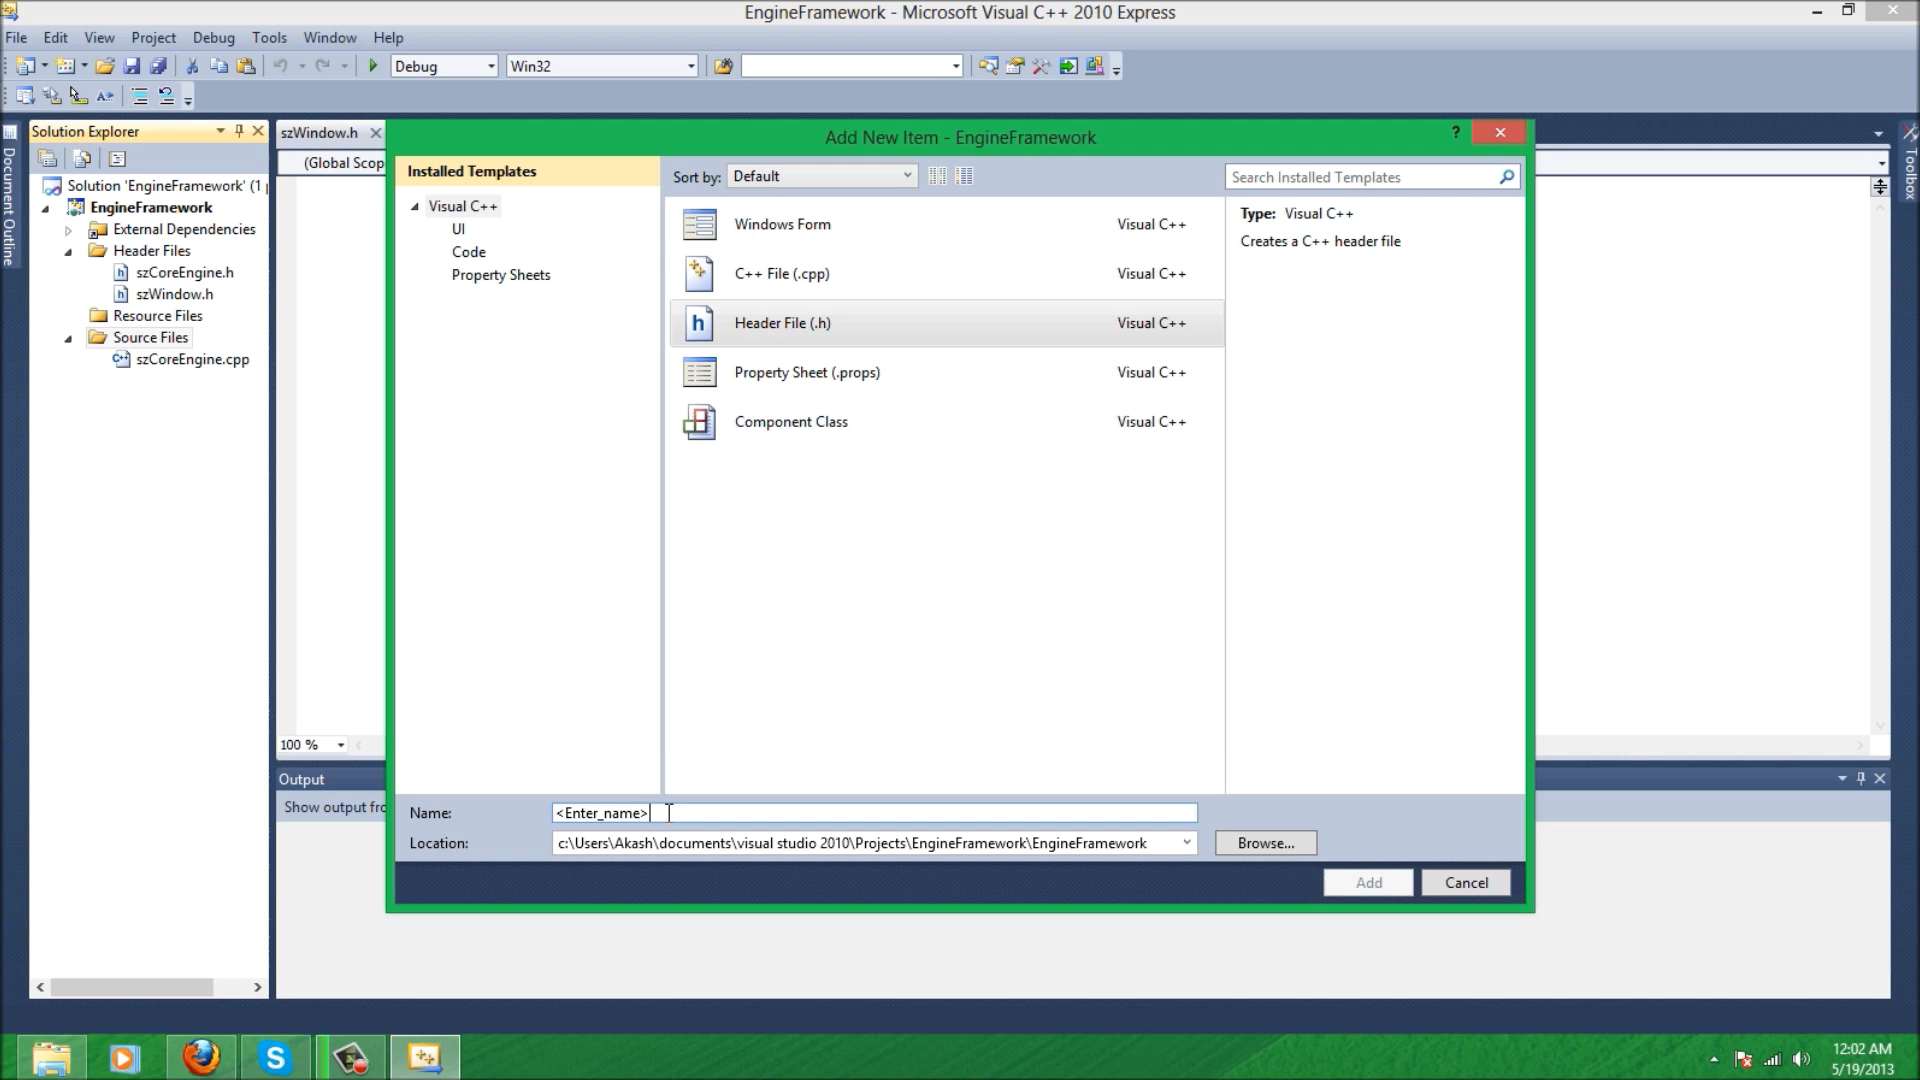 EngineFramework - Microsoft Visual C++ 2010 Express
File Edit View Project Debug Tools Window Help
Debug Win32
Document Outline
Solution Explorer
Solution 'EngineFramework' (1
EngineFramework
External Dependencies
Header Files
szCoreEngine.h
szWindow.h
Resource Files
Source Files
szCoreEngine.cpp
szWindow.h
(Global Scop
100 %
Output
Show output fro
Toolbox
Add New Item - EngineFramework
?
Installed Templates
Visual C++
UI
Code
Property Sheets
Sort by: Default
Search Installed Templates
Windows Form Visual C++
C++ File (.cpp) Visual C++
Header File (.h) Visual C++
Property Sheet (.props) Visual C++
Component Class Visual C++
Type: Visual C++
Creates a C++ header file
Name: <Enter_name>
Location: c:\Users\Akash\documents\visual studio 2010\Projects\EngineFramework\EngineFramework
Browse...
Add Cancel
12:02 AM
5/19/2013